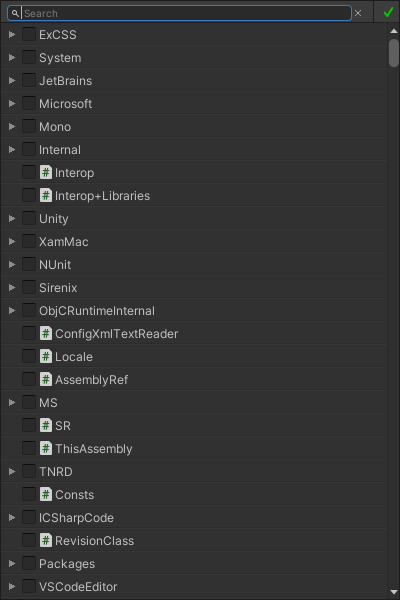 Search
ExCSS
System
JetBrains
Microsoft
Mono
Internal
# Interop
# Interop+Libraries
Unity
XamMac
NUnit
Sirenix
ObjCRuntimeInternal
# ConfigXmlTextReader
# Locale
# AssemblyRef
MS
# SR
# ThisAssembly
TNRD
# Consts
ICSharpCode
# RevisionClass
Packages
VSCodeEditor